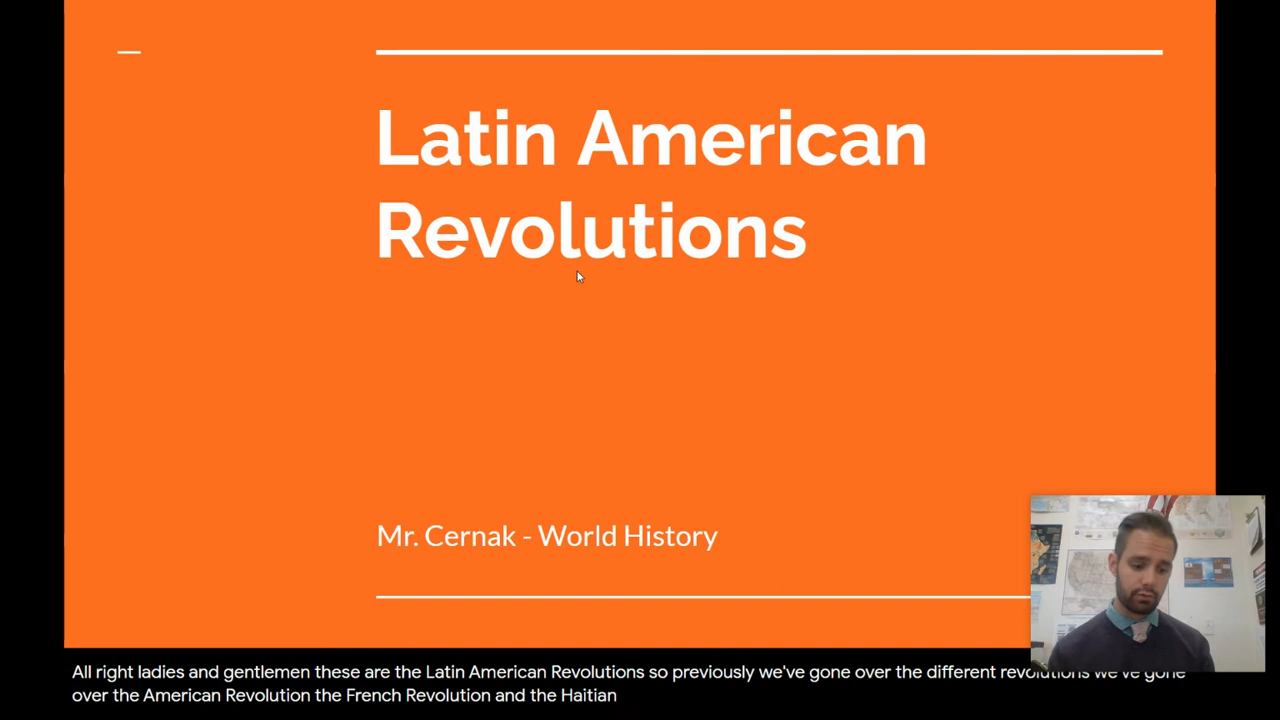 Latin American
Revolutions
Mr. Cernak - World History
All right ladies and gentlemen these are the Latin American Revolutions so previously we've gone over the different revolutions we've gone
over the American Revolution the French Revolution and the Haitian